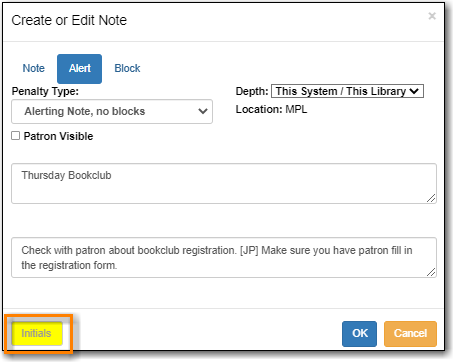 Create or Edit Note ×
Note Alert Block
Penalty Type: Depth: This System / This Library
Alerting Note, no blocks Location: MPL
Patron Visible
Thursday Bookclub
Check with patron about bookclub registration. [JP] Make sure you have patron fill in
the registration form.
Initials OK Cancel